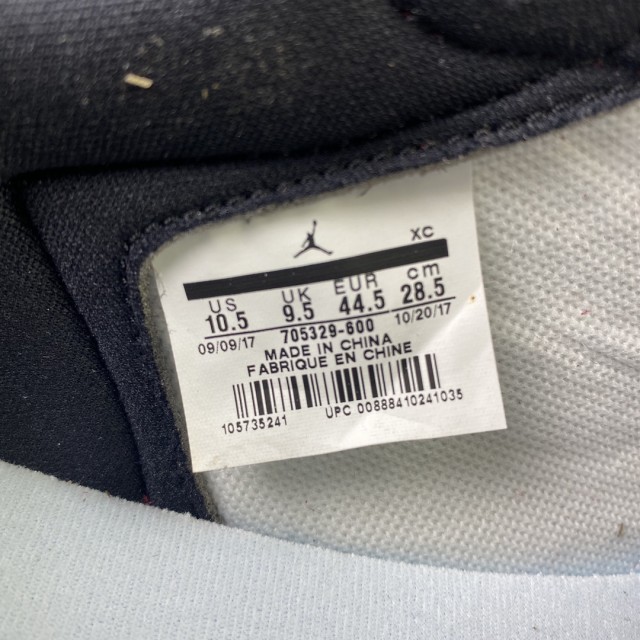 XC
US UK EUR cm
10.5 9.5 44.5 28.5
09/09/17 705329-600 10/20/17
MADE IN CHINA
FABRIQUE EN CHINE
105735241 UPC 00888410241035